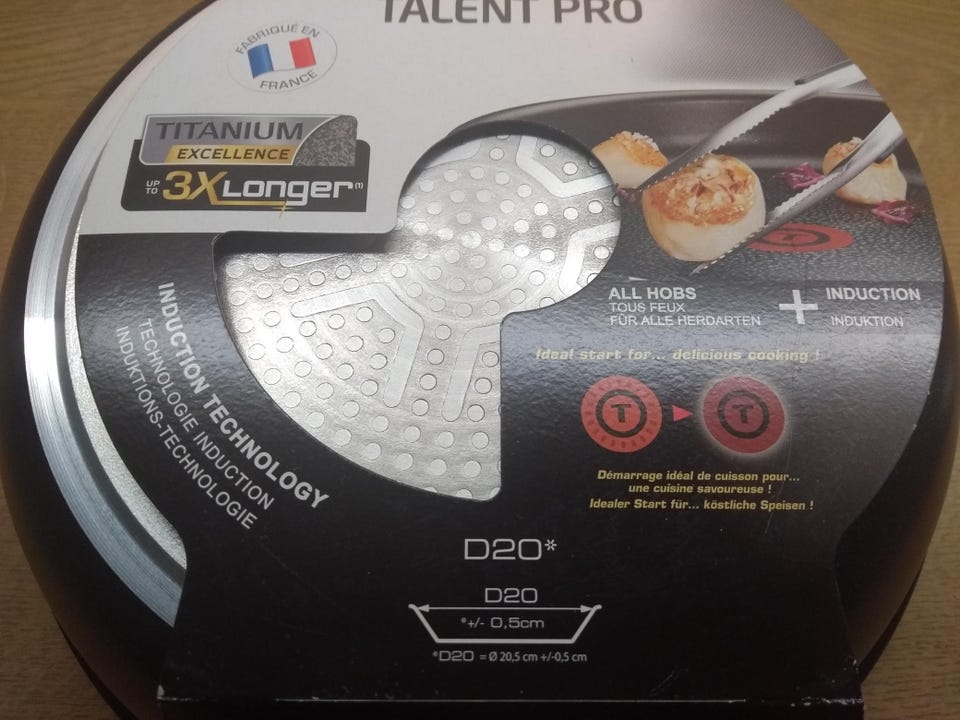 TALENT PRO
FABRIQUÉ EN
FRANCE
TITANIUM
EXCELLENCE
UP TO 3X Longer(1)
INDUCTION TECHNOLOGY
TECHNOLOGIE INDUCTION
INDUKTIONS-TECHNOLOGIE
ALL HOBS
TOUS FEUX
FÜR ALLE HERDARTEN
+
INDUCTION
INDUKTION
Ideal start for... delicious cooking !
T
T
Démarrage idéal de cuisson pour...
une cuisine savoureuse !
Idealer Start für... köstliche Speisen !
D20*
D20
*+/- 0,5cm
*D20 = Ø 20,5 cm +/-0,5 cm